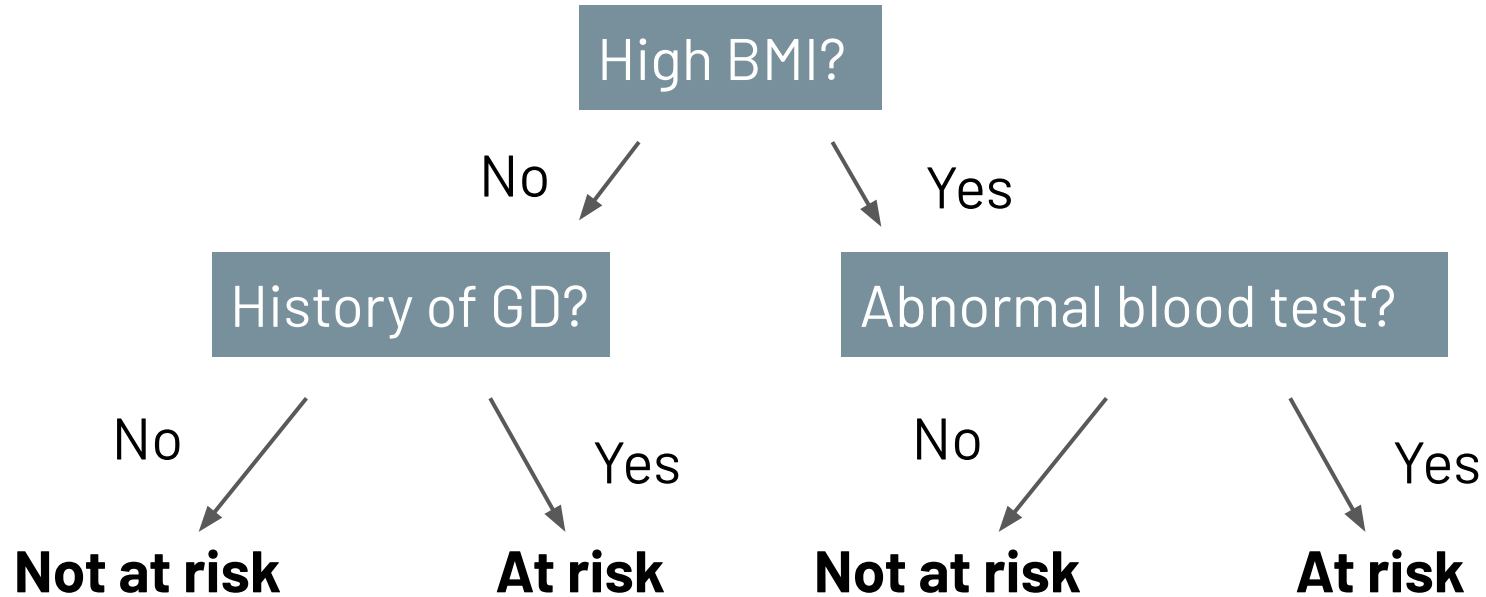 High BMI?
No
Yes
History of GD?
Abnormal blood test?
No
Yes
No
Yes
Not at risk
At risk
Not at risk
At risk